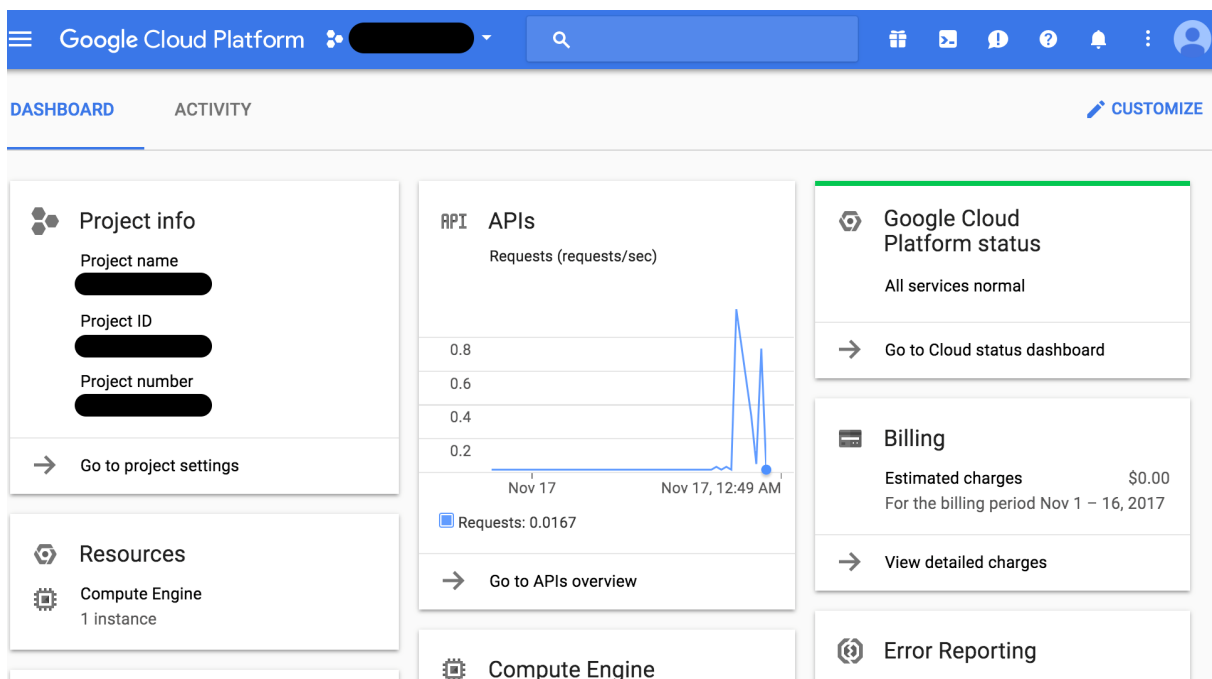 Google Cloud Platform
DASHBOARD
ACTIVITY
CUSTOMIZE
Project info
Project name
Project ID
Project number
Go to project settings
Resources
Compute Engine
1 instance
API APIs
Requests (requests/sec)
0.8
0.6
0.4
0.2
Nov 17
Nov 17, 12:49 AM
Requests: 0.0167
Go to APIs overview
Compute Engine
Google Cloud
Platform status
All services normal
Go to Cloud status dashboard
Billing
Estimated charges $0.00
For the billing period Nov 1 – 16, 2017
View detailed charges
Error Reporting